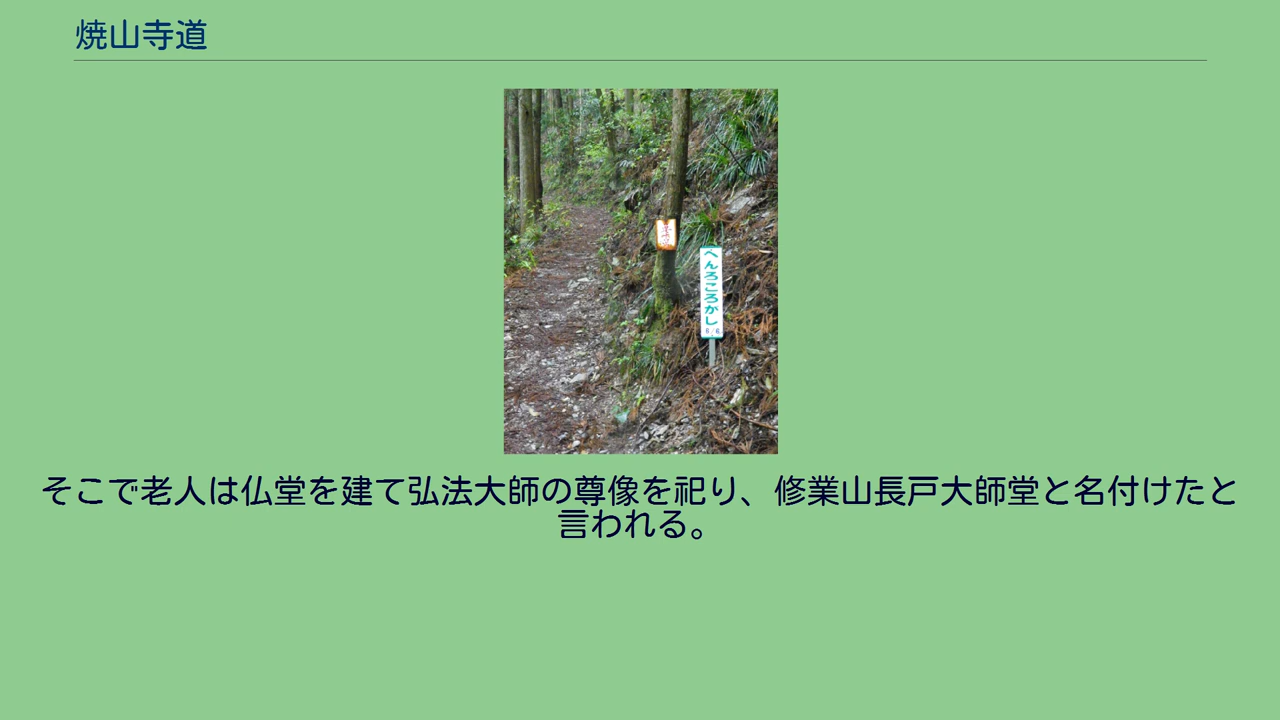 焼山寺道
へんろころがし
6/6
そこで老人は仏堂を建て弘法大師の尊像を祀り、修業山長戸大師堂と名付けたと
言われる。